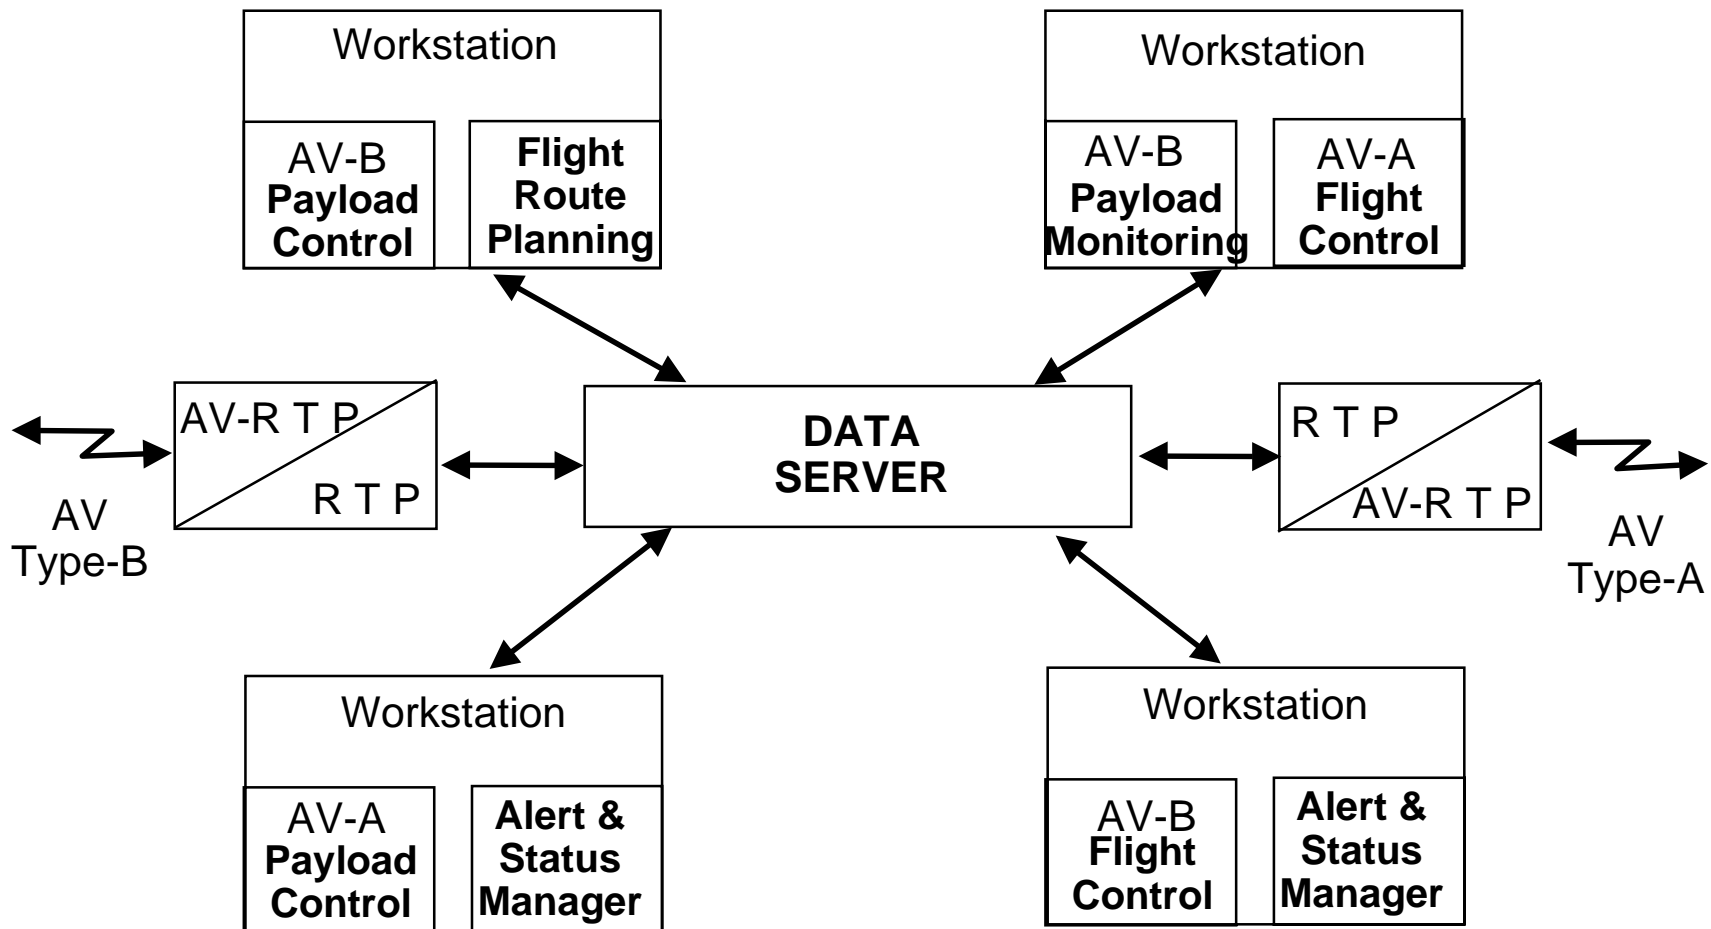 Workstation
AV-B
Payload
Control
Flight
Route
Planning
Workstation
AV-B
Payload
Monitoring
AV-A
Flight
Control
AV-R T P
R T P
AV
Type-B
DATA
SERVER
R T P
AV-R T P
AV
Type-A
Workstation
AV-A
Payload
Control
Alert &
Status
Manager
Workstation
AV-B
Flight
Control
Alert &
Status
Manager